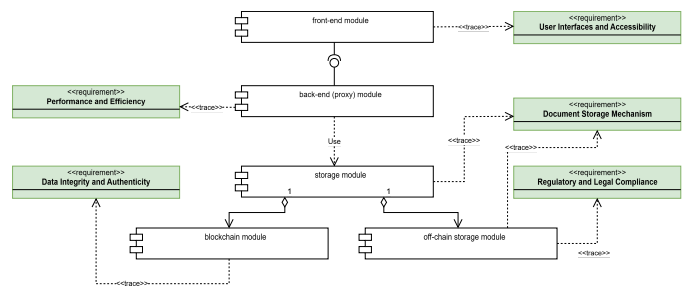 front-end module
<<trace>>
<<requirement>>
User Interfaces and Accessibility
<<requirement>>
Performance and Efficiency
<<trace>>
back-end (proxy) module
<<requirement>>
Document Storage Mechanism
Use
<<trace>>
<<trace>>
<<requirement>>
Data Integrity and Authenticity
storage module
1
1
<<requirement>>
Regulatory and Legal Compliance
blockchain module
off-chain storage module
<<trace>>
<<trace>>